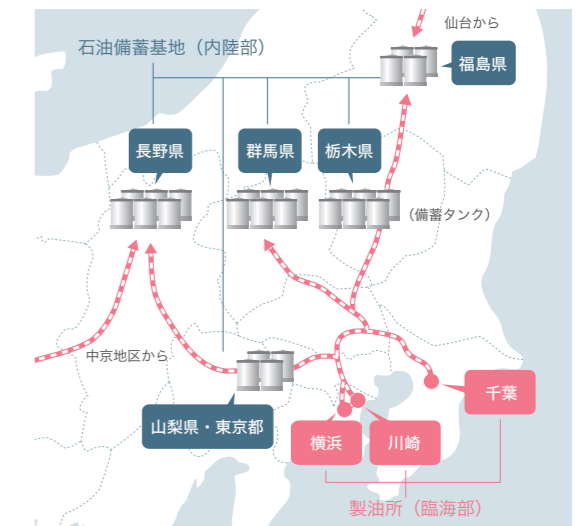 仙台から
石油備蓄基地（内陸部）
福島県
長野県
群馬県
栃木県
（備蓄タンク）
中京地区から
千葉
山梨県・東京都
横浜
川崎
製油所（臨海部）